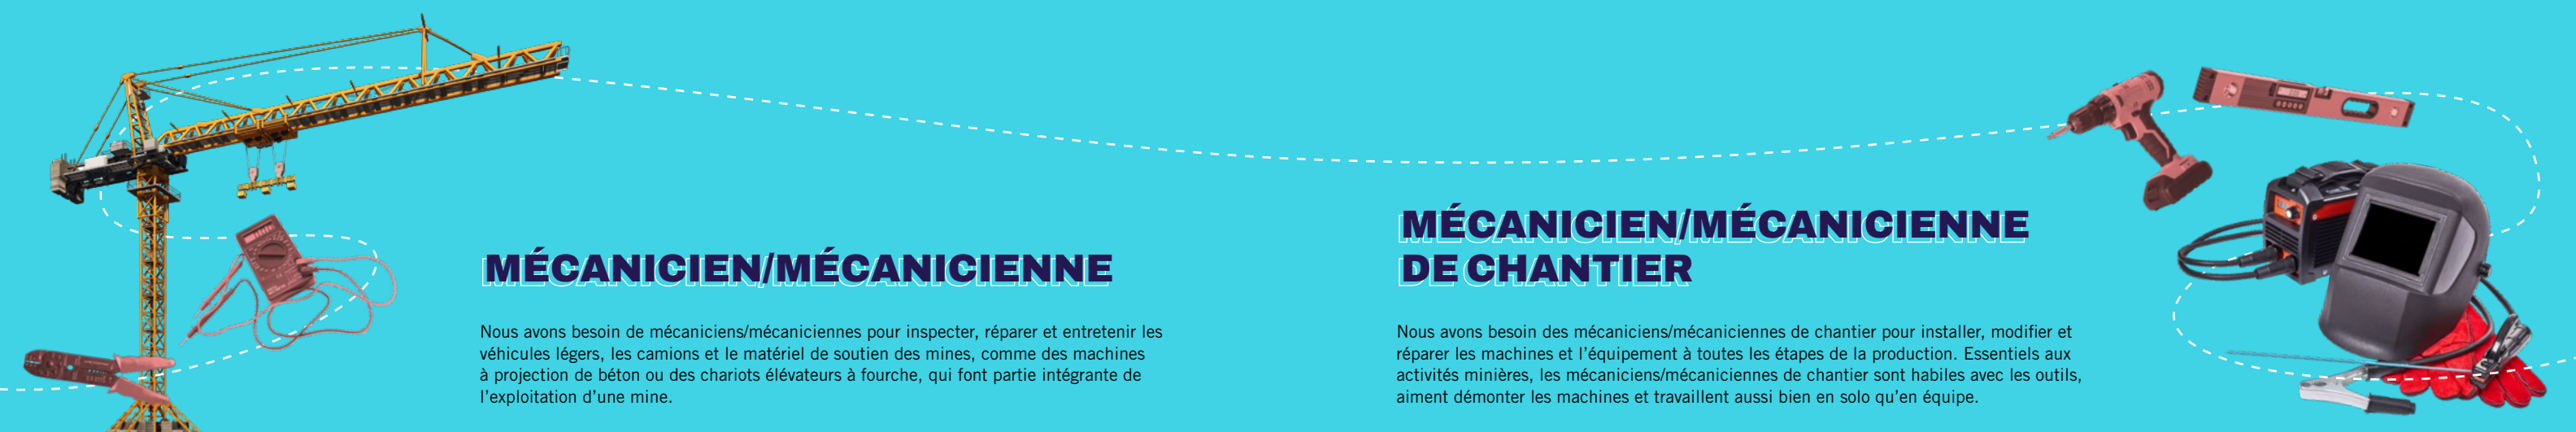 MÉCANICIEN/MÉCANICIENNE
Nous avons besoin de mécaniciens/mécaniciennes pour inspecter, réparer et entretenir les
véhicules légers, les camions et le matériel de soutien des mines, comme des machines
à projection de béton ou des chariots élévateurs à fourche, qui font partie intégrante de
l’exploitation d’une mine.
MÉCANICIEN/MÉCANICIENNE
DE CHANTIER
Nous avons besoin des mécaniciens/mécaniciennes de chantier pour installer, modifier et
réparer les machines et l’équipement à toutes les étapes de la production. Essentiels aux
activités minières, les mécaniciens/mécaniciennes de chantier sont habiles avec les outils,
aiment démonter les machines et travaillent aussi bien en solo qu’en équipe.